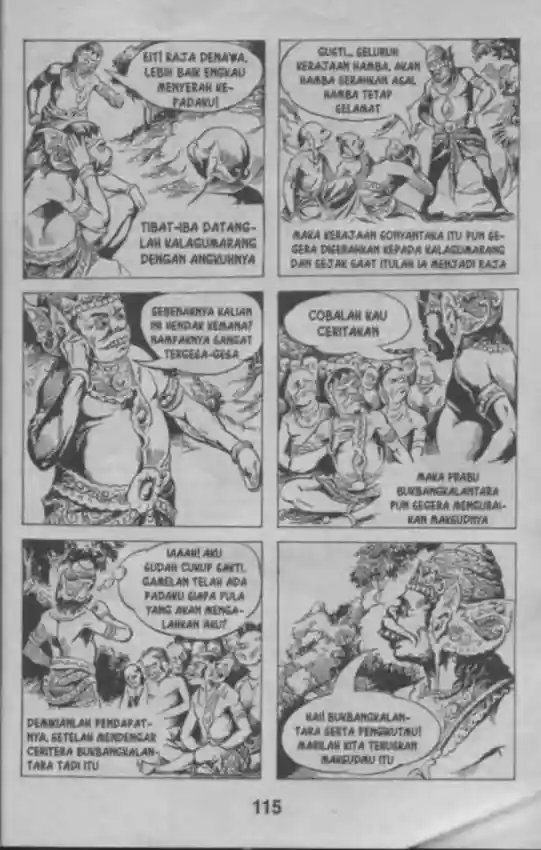 EIT! RAJA DENAWA,
LEBIH BAIK ENGKAU
MENYERAH KE-
PADAKU!
TIBAT-IBA DATANG-
LAH KALAGUMARANG
DENGAN ANGKUHNYA
GUSTI... SELURUH
KERAJAAN HAMBA, AKAN
HAMBA SERAHKAN ASAL
HAMBA TETAP
SELAMAT
MAKA KERAJAAN GONYANTAKA ITU PUN SE-
GERA DISERAHKAN KEPADA KALAGUMARANG
DAN SEJAK SAAT ITULAH IA MENJADI RAJA
SEBENARNYA KALIAN
INI HENDAK KEMANA?
NAMPAKNYA SANGAT
TERGESA-GESA
COBALAH KAU
CERITAKAN
MAKA PRABU
BUKBANGKALANTARA
PUN SEGERA MENGURAI-
KAN MAKSUDNYA
WAAH! AKU
SUDAH CUKUP SAKTI.
GAMELAN TELAH ADA
PADAKU SIAPA PULA
YANG AKAN MENGA-
LAHKAN AKU?
DEMIKIANLAH PENDAPAT-
NYA, SETELAH MENDENGAR
CERITERA BUKBANGKALAN-
TARA TADI ITU
HAI! BUKBANGKALAN-
TARA SERTA PENGIKUTMU!
MARILAH KITA TERUSKAN
MAKSUDMU ITU
115